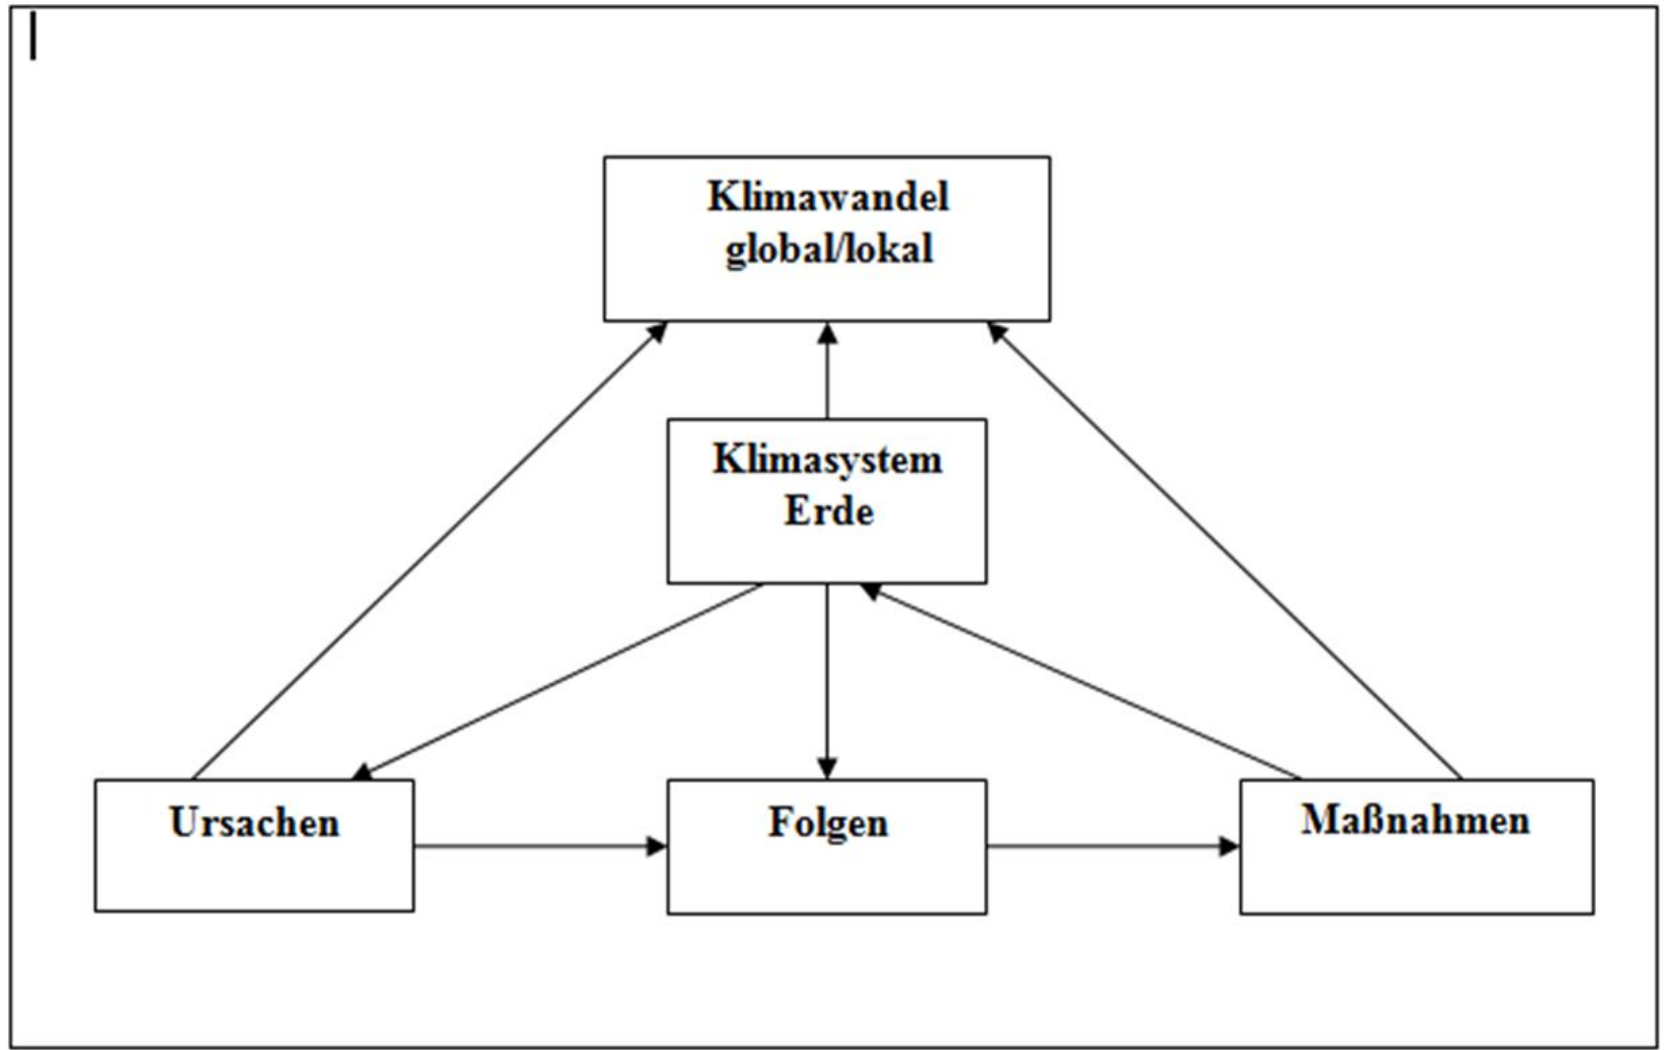 Klimawandel
global/lokal
Klimasystem
Erde
Ursachen
Folgen
Maßnahmen